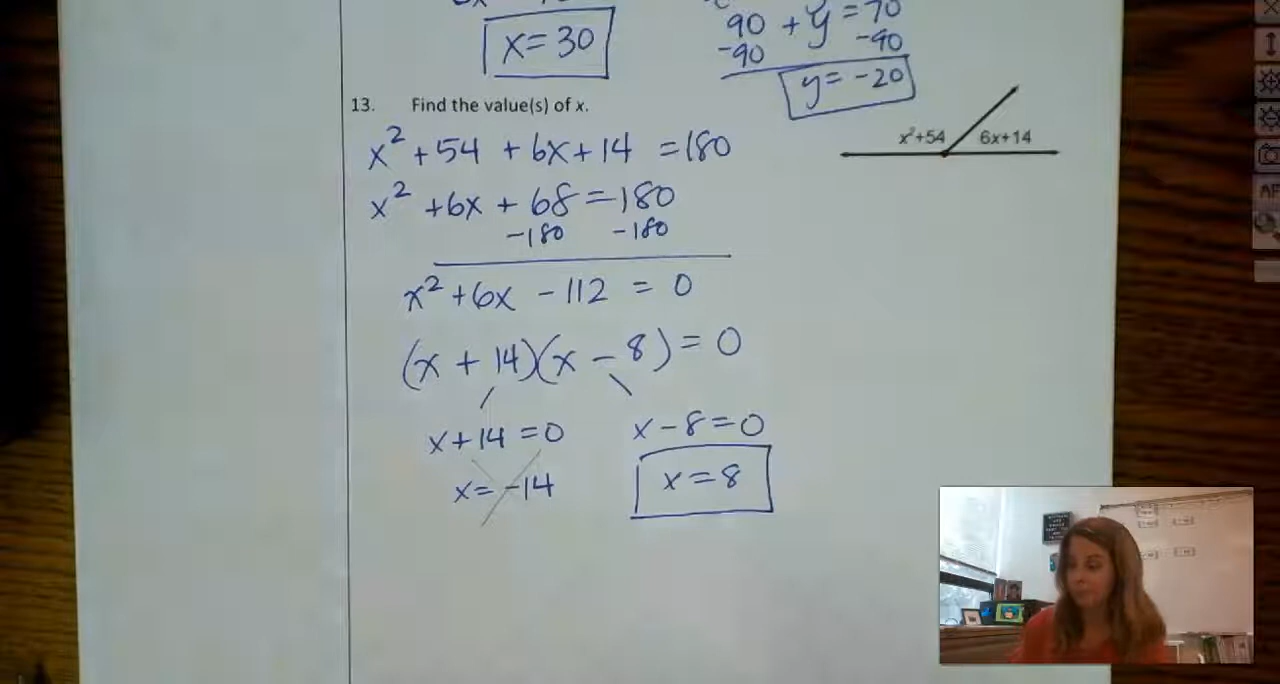 x = 30
90 + y = 70
-90 -90
y = -20
13. Find the value(s) of x.
x²+54 6x+14
x² + 54 + 6x + 14 = 180
x² + 6x + 68 = 180
-180 -180
x² + 6x - 112 = 0
(x + 14)(x - 8) = 0
x + 14 = 0 x - 8 = 0
x = -14 x = 8